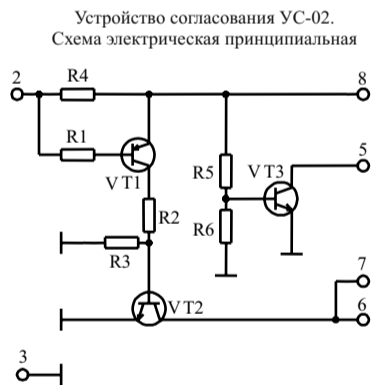 Устройство согласования УС-02.
Схема электрическая принципиальная
2
R4
8
R1
5
VT1
R5
VT3
R2
R6
R3
7
VT2
6
3